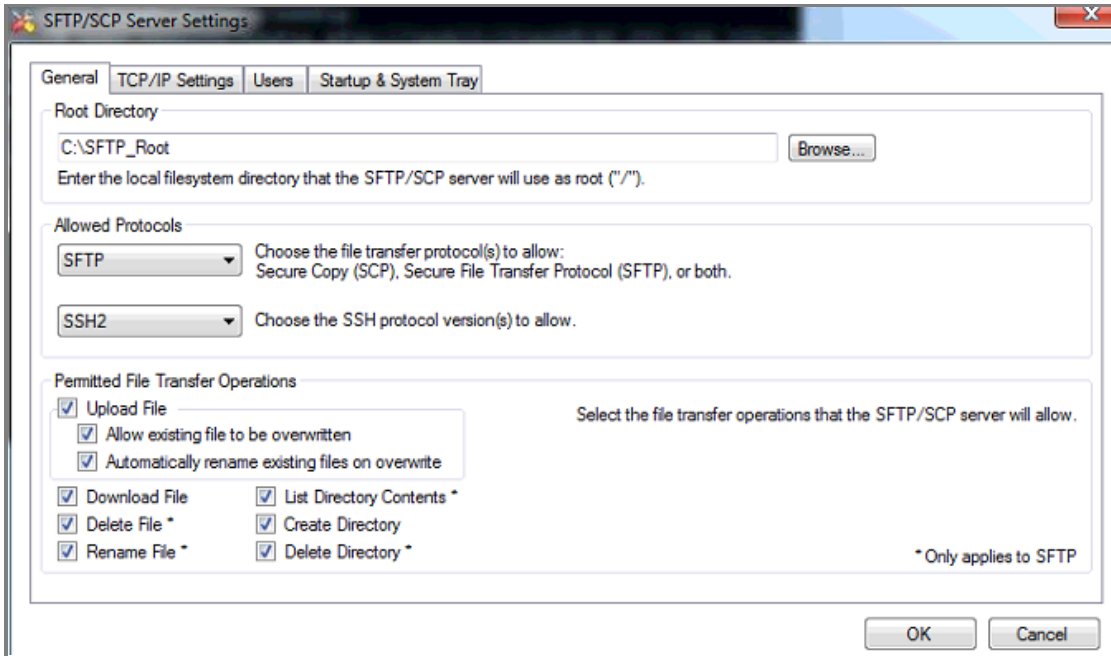 SFTP/SCP Server Settings
General TCP/IP Settings Users Startup & System Tray
Root Directory
C:\SFTP_Root Browse...
Enter the local filesystem directory that the SFTP/SCP server will use as root ("/").
Allowed Protocols
SFTP
Choose the file transfer protocol(s) to allow:
Secure Copy (SCP), Secure File Transfer Protocol (SFTP), or both.
SSH2 Choose the SSH protocol version(s) to allow.
Permitted File Transfer Operations
Upload File
Select the file transfer operations that the SFTP/SCP server will allow.
Allow existing file to be overwritten
Automatically rename existing files on overwrite
Download File List Directory Contents *
Delete File * Create Directory
Rename File * Delete Directory *
* Only applies to SFTP
OK Cancel